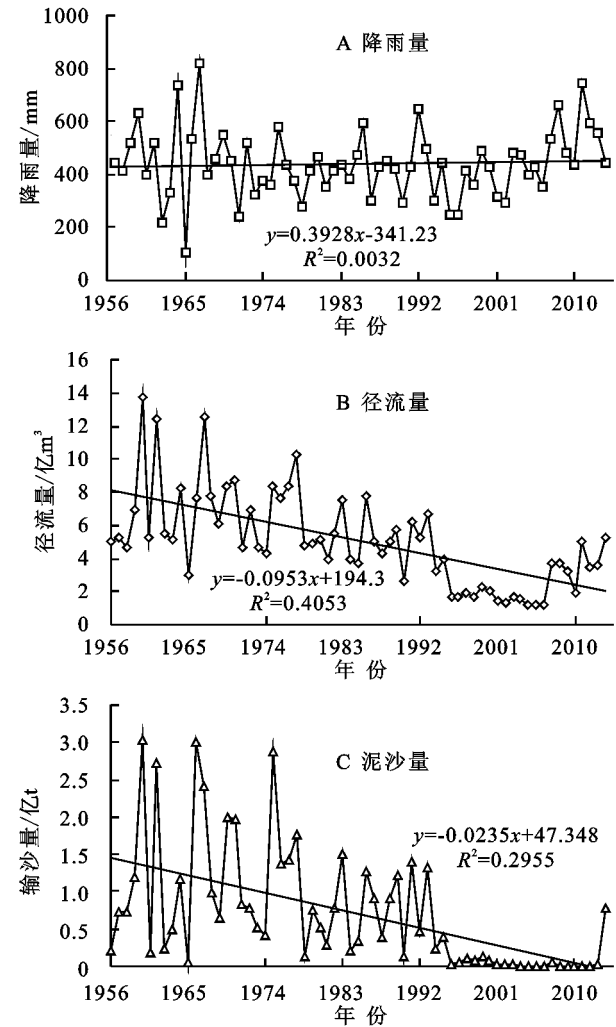 A 降雨量
降雨量/mm
1000
800
600
400
200
0
y=0.3928x-341.23
R²=0.0032
1956 1965 1974 1983 1992 2001 2010
年 份
B 径流量
径流量/亿m³
16
14
12
10
8
6
4
2
0
y=-0.0953x+194.3
R²=0.4053
1956 1965 1974 1983 1992 2001 2010
年 份
C 泥沙量
输沙量/亿t
3.5
3.0
2.5
2.0
1.5
1.0
0.5
0
y=-0.0235x+47.348
R²=0.2955
1956 1965 1974 1983 1992 2001 2010
年 份